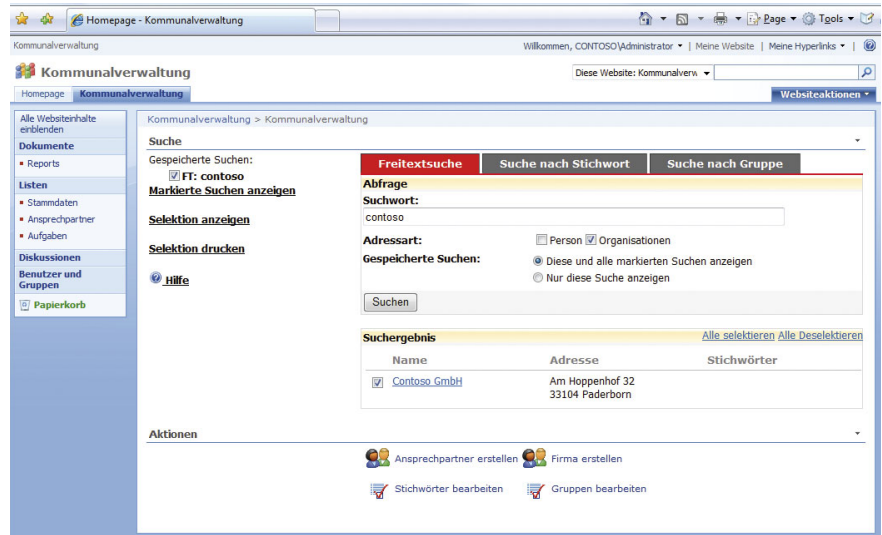 Homepage - Kommunalverwaltung
Page Tools
Kommunalverwaltung
Willkommen, CONTOSO\Administrator | Meine Website | Meine Hyperlinks |
Kommunalverwaltung
Diese Website: Kommunalverw
Homepage Kommunalverwaltung
Websiteaktionen
Alle Websiteinhalte
einblenden
Dokumente
Reports
Listen
Stammdaten
Ansprechpartner
Aufgaben
Diskussionen
Benutzer und
Gruppen
Papierkorb
Kommunalverwaltung > Kommunalverwaltung
Suche
Gespeicherte Suchen:
FT: contoso
Markierte Suchen anzeigen
Selektion anzeigen
Selektion drucken
Hilfe
Freitextsuche Suche nach Stichwort Suche nach Gruppe
Abfrage
Suchwort:
contoso
Adressart: Person Organisationen
Gespeicherte Suchen: Diese und alle markierten Suchen anzeigen
Nur diese Suche anzeigen
Suchen
Suchergebnis Alle selektieren Alle Deselektieren
Name Adresse Stichwörter
Contoso GmbH Am Hoppenhof 32
33104 Paderborn
Aktionen
Ansprechpartner erstellen Firma erstellen
Stichwörter bearbeiten Gruppen bearbeiten